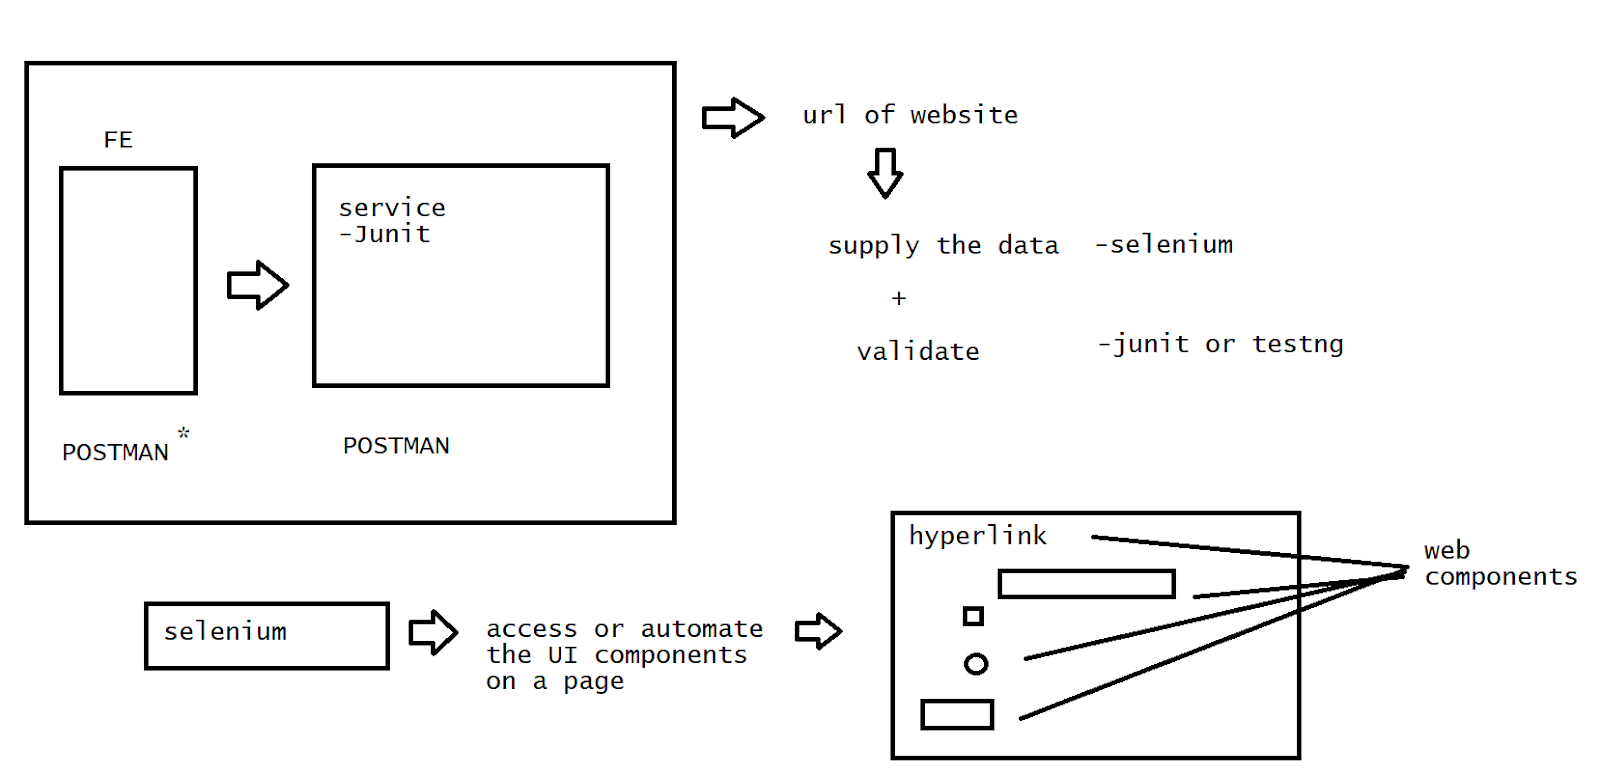 FE
service
-Junit
POSTMAN *
POSTMAN
url of website
supply the data -selenium
+
validate -junit or testng
selenium
access or automate
the UI components
on a page
hyperlink
web
components